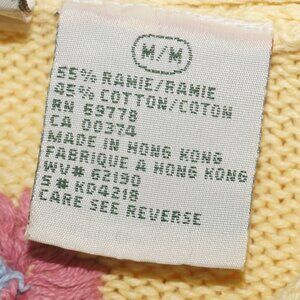 M/M
55% RAMIE/RAMIE
45% COTTON/COTON
RN 69778
CA 00374
MADE IN HONG KONG
FABRIQUE A HONG KONG
WV# 62190
S# KD4218
CARE SEE REVERSE